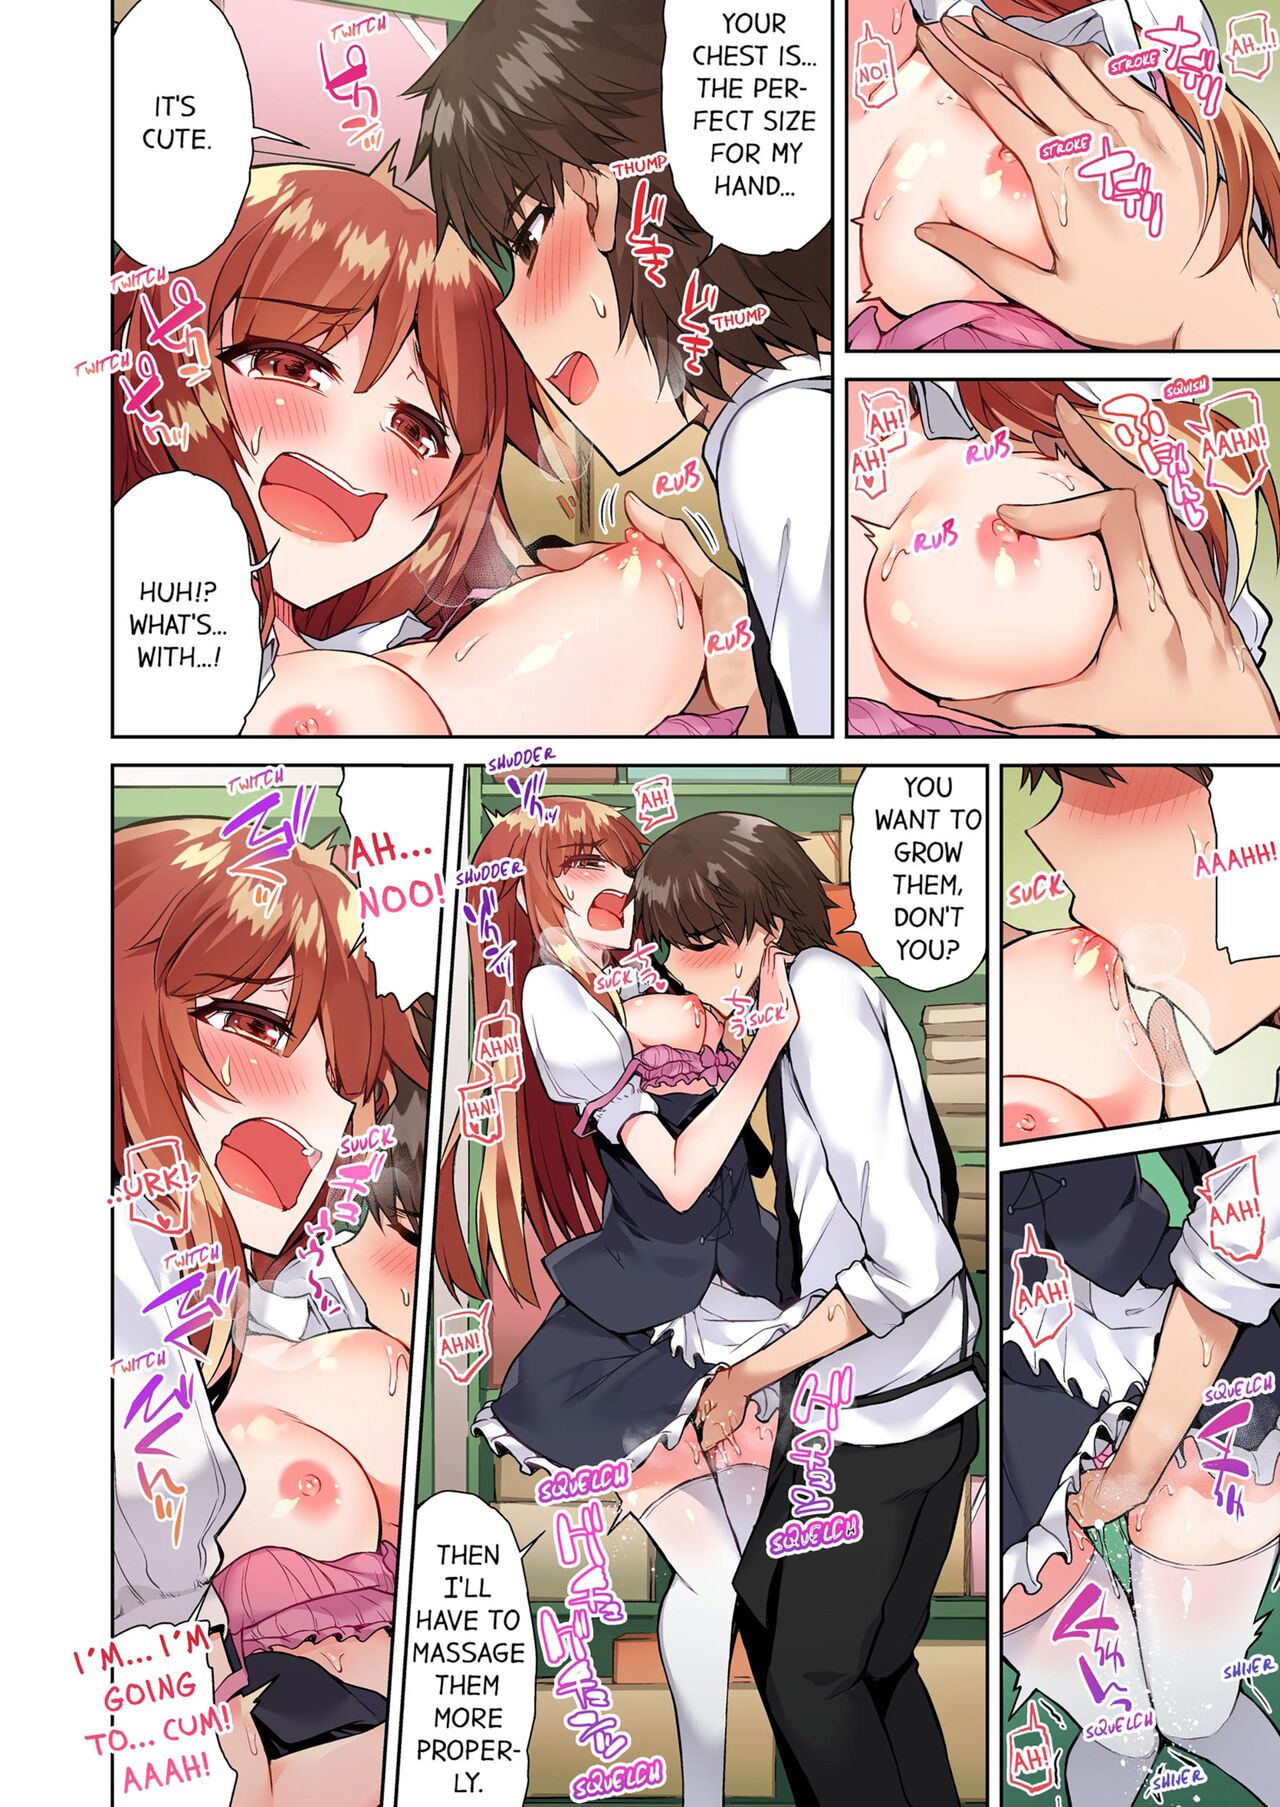 AH...!
NO!
STROKE
STROKE
SQUISH
AH!
AH!
AAHN!
RUB
RUB
YOUR
CHEST IS...
THE PER-
FECT SIZE
FOR MY
HAND...
TWITCH
THUMP
THUMP
IT'S
CUTE.
TWITCH
TWITCH
RUB
RUB
HUH!?
WHAT'S...
WITH...!
AAAHH!
SUCK
AAH!
AAH!
SQUELCH
SQUELCH
SHIVER
SHIVER
AH!
YOU
WANT TO
GROW
THEM,
DON'T
YOU?
SHUDDER
AH!
SHUDDER
SUCK
SUCK
AHN!
HN!
AHN!
SQUELCH
SQUELCH
SQUELCH
SQUELCH
THEN
I'LL
HAVE TO
MASSAGE
THEM
MORE
PROPER-
LY.
TWITCH
AH...
NOO!
SUUCK
...URK!
TWITCH
TWITCH
I'M... I'M
GOING
TO... CUM!
AAAH!